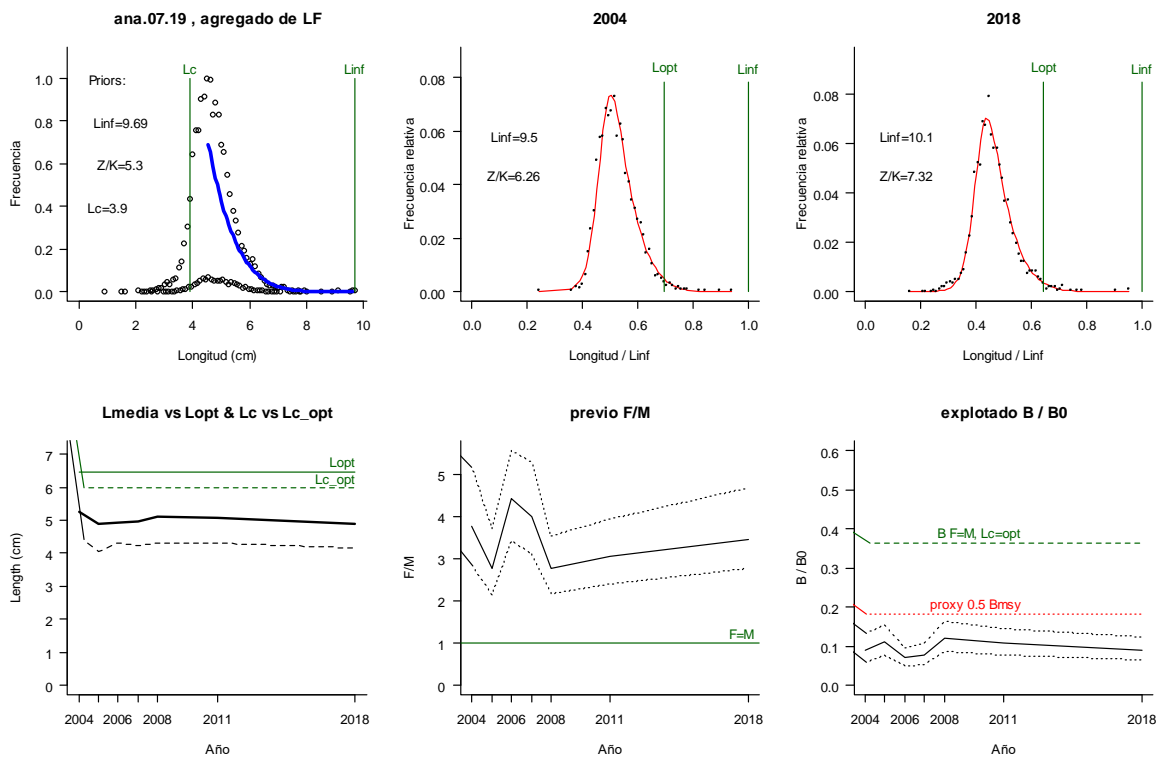 ana.07.19 , agregado de LF
Frecuencia
1.0
0.8
0.6
0.4
0.2
0.0
Priors:
Linf=9.69
Z/K=5.3
Lc=3.9
Lc
Linf
0
2
4
6
8
10
Longitud (cm)
2004
Frecuencia relativa
0.08
0.06
0.04
0.02
0.00
Linf=9.5
Z/K=6.26
Lopt
Linf
0.0
0.2
0.4
0.6
0.8
1.0
Longitud / Linf
2018
Frecuencia relativa
0.08
0.06
0.04
0.02
0.00
Linf=10.1
Z/K=7.32
Lopt
Linf
0.0
0.2
0.4
0.6
0.8
1.0
Longitud / Linf
Lmedia vs Lopt & Lc vs Lc_opt
Length (cm)
7
6
5
4
3
2
1
0
Lopt
Lc_opt
2004
2006
2008
2011
2018
Año
previo F/M
F/M
5
4
3
2
1
0
F=M
2004
2006
2008
2011
2018
Año
explotado B / B0
B / B0
0.6
0.5
0.4
0.3
0.2
0.1
0.0
B F=M, Lc=opt
proxy 0.5 Bmsy
2004
2006
2008
2011
2018
Año